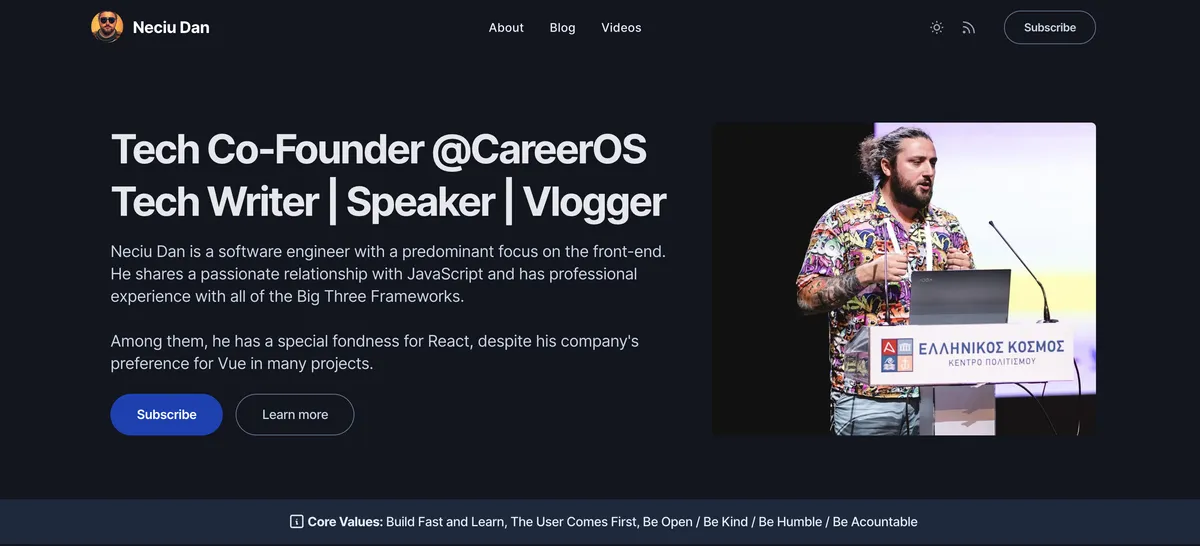 Neciu Dan
About Blog Videos
Subscribe
Tech Co-Founder @CareerOS
Tech Writer | Speaker | Vlogger
Neciu Dan is a software engineer with a predominant focus on the front-end.
He shares a passionate relationship with JavaScript and has professional
experience with all of the Big Three Frameworks.
Among them, he has a special fondness for React, despite his company's
preference for Vue in many projects.
Subscribe Learn more
ΕΛΛΗΝΙΚΟΣ ΚΟΣΜΟΣ
ΚΕΝΤΡΟ ΠΟΛΙΤΙΣΜΟΥ
Core Values: Build Fast and Learn, The User Comes First, Be Open / Be Kind / Be Humble / Be Acountable